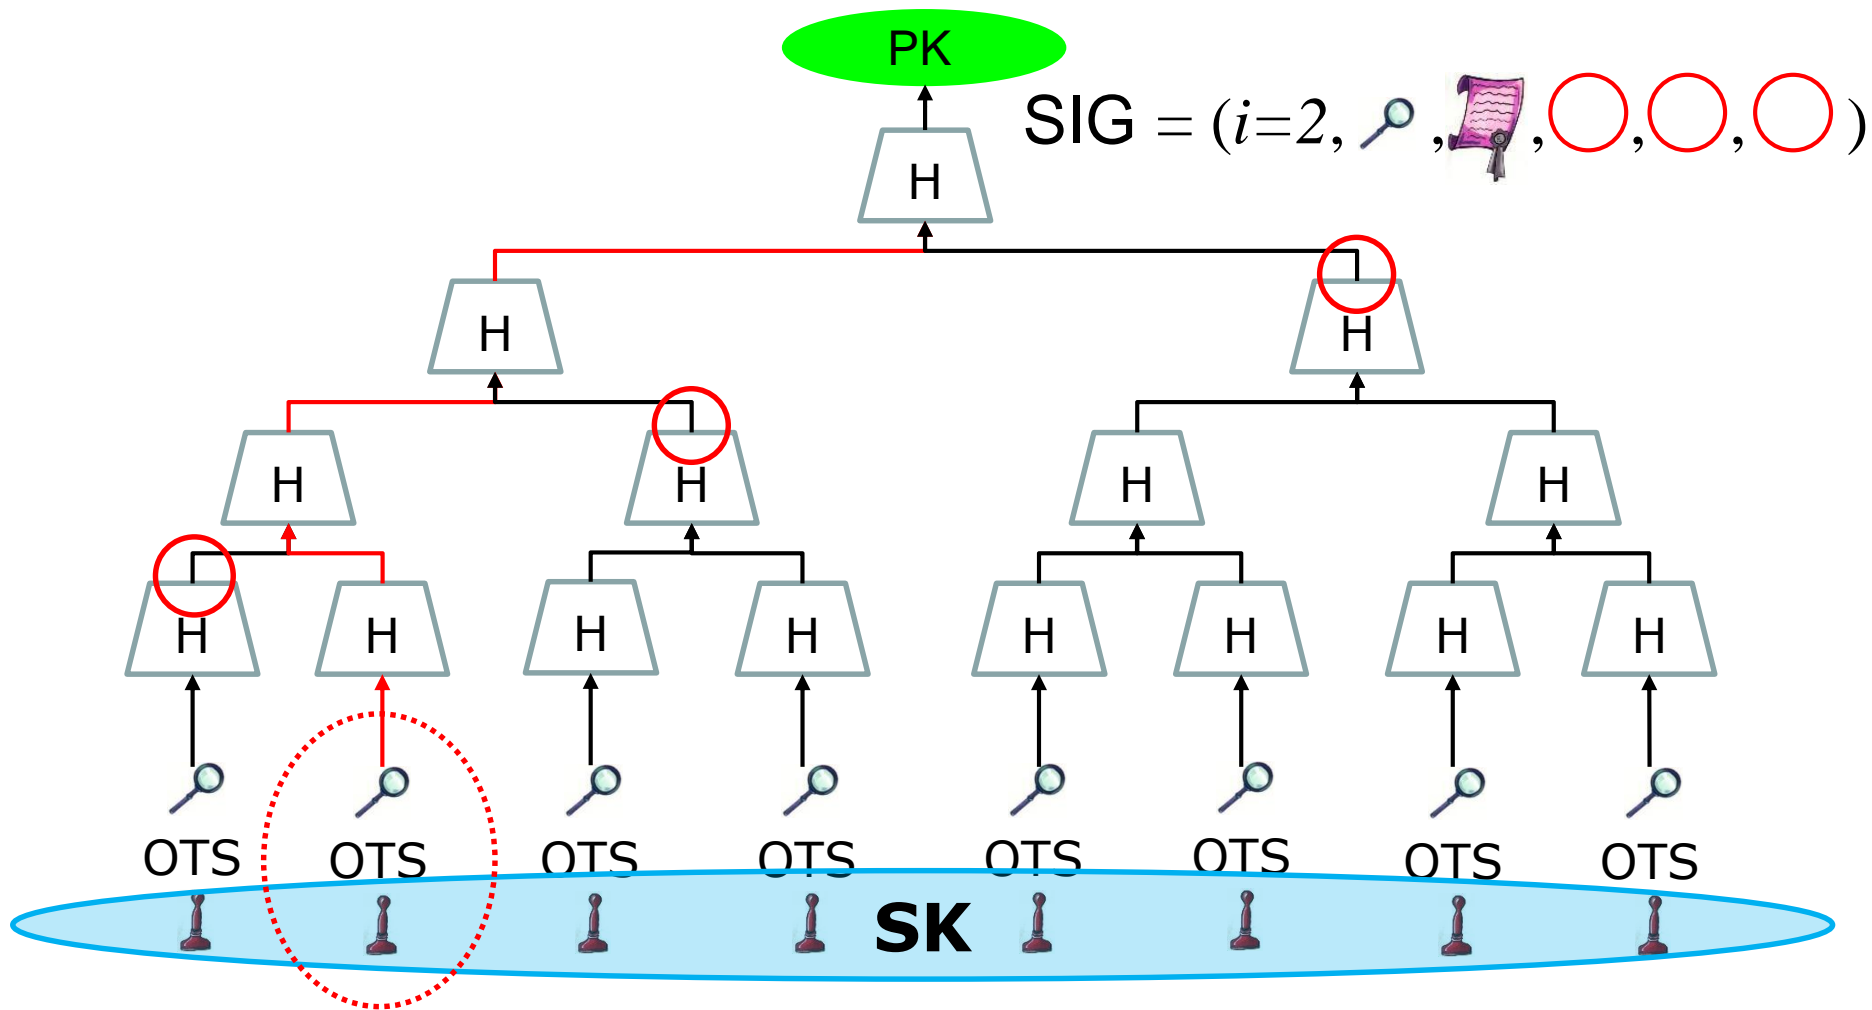 PK
SIG = (i=2, , , , , )
H
H H
H H H H
H H H H H H H H
OTS OTS OTS OTS OTS OTS OTS OTS
SK